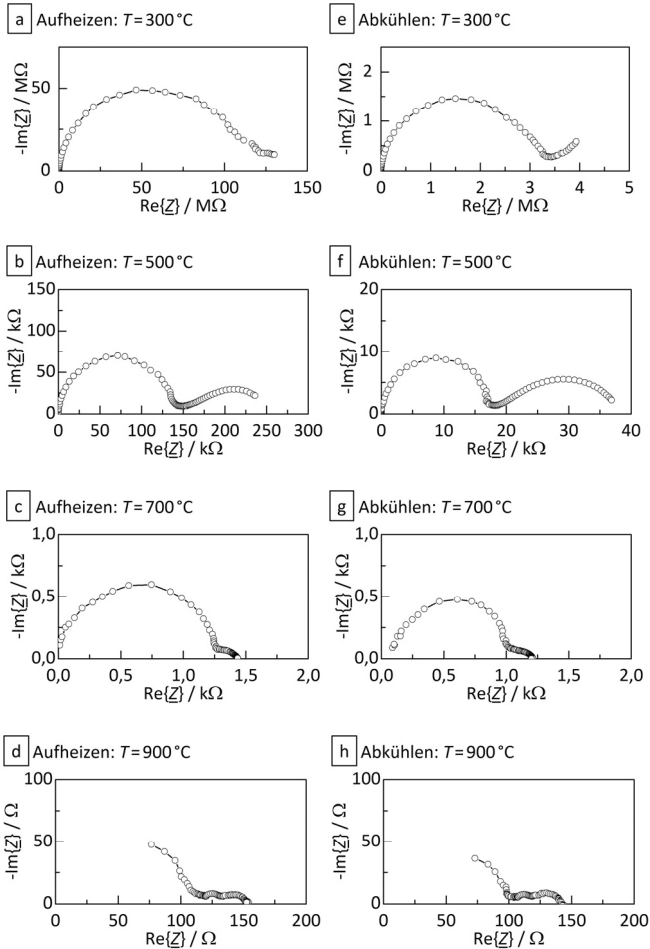 a Aufheizen: T = 300 °C
-Im{Z} / MΩ
50
0
0 50 100 150
Re{Z} / MΩ
e Abkühlen: T = 300 °C
-Im{Z} / MΩ
2
1
0
0 1 2 3 4 5
Re{Z} / MΩ
b Aufheizen: T = 500 °C
-Im{Z} / kΩ
150
100
50
0
0 50 100 150 200 250 300
Re{Z} / kΩ
f Abkühlen: T = 500 °C
-Im{Z} / kΩ
20
10
0
0 10 20 30 40
Re{Z} / kΩ
c Aufheizen: T = 700 °C
-Im{Z} / kΩ
1,0
0,5
0,0
0,0 0,5 1,0 1,5 2,0
Re{Z} / kΩ
g Abkühlen: T = 700 °C
-Im{Z} / kΩ
1,0
0,5
0,0
0,0 0,5 1,0 1,5 2,0
Re{Z} / kΩ
d Aufheizen: T = 900 °C
-Im{Z} / Ω
100
50
0
0 50 100 150 200
Re{Z} / Ω
h Abkühlen: T = 900 °C
-Im{Z} / Ω
100
50
0
0 50 100 150 200
Re{Z} / Ω